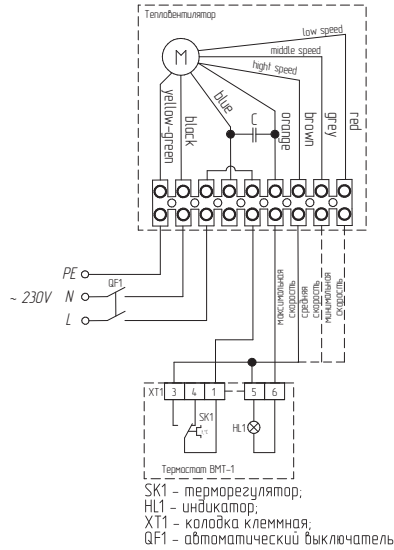 Тепловентилятор
M
low speed
middle speed
hight speed
yellow-green
black
blue
C
orange
brown
grey
red
PE
~ 230V
N
QF1
L
максимальная
скорость
средняя
скорость
минимальная
скорость
XT1
3
4
1
5
6
SK1
t°C
HL1
Термостат ВМТ-1
SK1 - терморегулятор;
HL1 - индикатор;
XT1 - колодка клеммная;
QF1 - автоматический выключатель